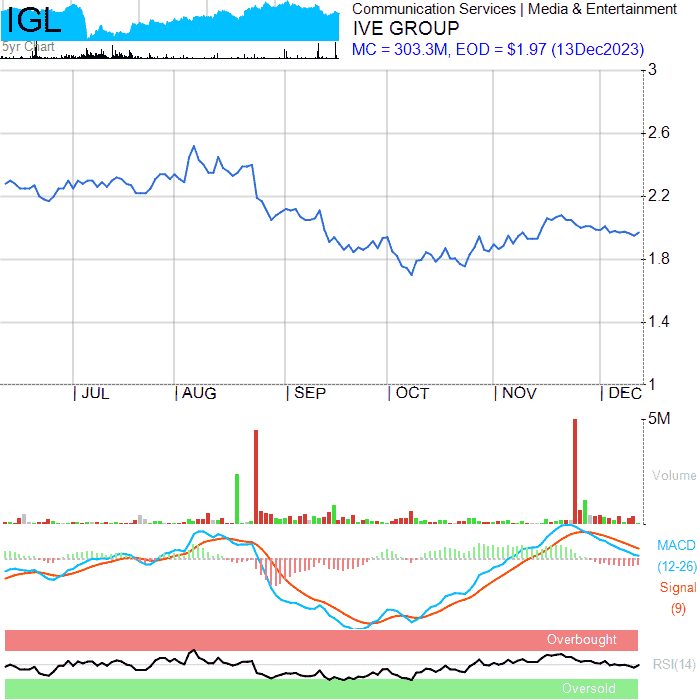 IGL
5yr Chart
Communication Services | Media & Entertainment
IVE GROUP
MC = 303.3M, EOD = $1.97 (13Dec2023)
3
2.6
2.2
1.8
1.4
1
| JUL | AUG | SEP | OCT | NOV | DEC
5M
Volume
MACD
(12-26)
Signal
(9)
Overbought
RSI(14)
Oversold